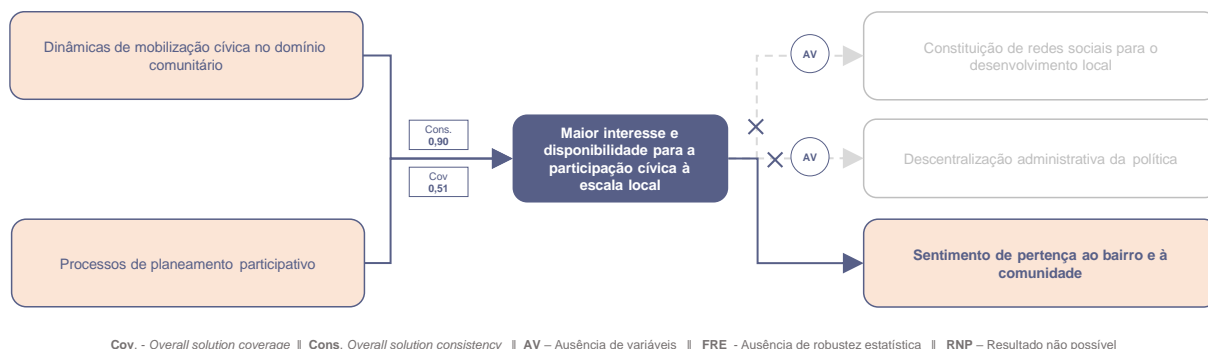 Dinâmicas de mobilização cívica no domínio
comunitário
Processos de planeamento participativo
Cons.
0,90
Cov
0,51
Maior interesse e
disponibilidade para a
participação cívica à
escala local
AV
Constituição de redes sociais para o
desenvolvimento local
AV
Descentralização administrativa da política
Sentimento de pertença ao bairro e à
comunidade
Cov. - Overall solution coverage || Cons. Overall solution consistency || AV – Ausência de variáveis || FRE - Ausência de robustez estatística || RNP – Resultado não possível